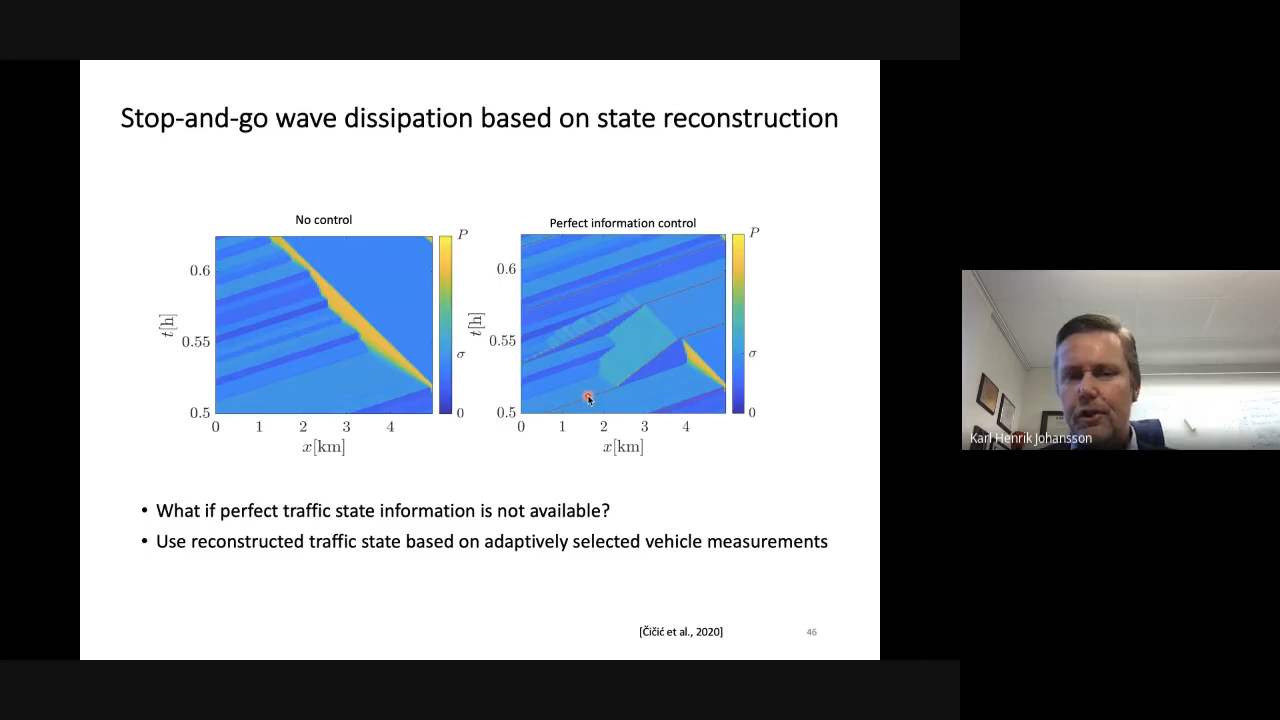 Stop-and-go wave dissipation based on state reconstruction
No control
P
0.6
0.55
0.5
σ
0
t[h]
0 1 2 3 4
x[km]
Perfect information control
P
0.6
0.55
0.5
σ
0
t[h]
0 1 2 3 4
x[km]
• What if perfect traffic state information is not available?
• Use reconstructed traffic state based on adaptively selected vehicle measurements
[Čičić et al., 2020]
46
Karl Henrik Johansson